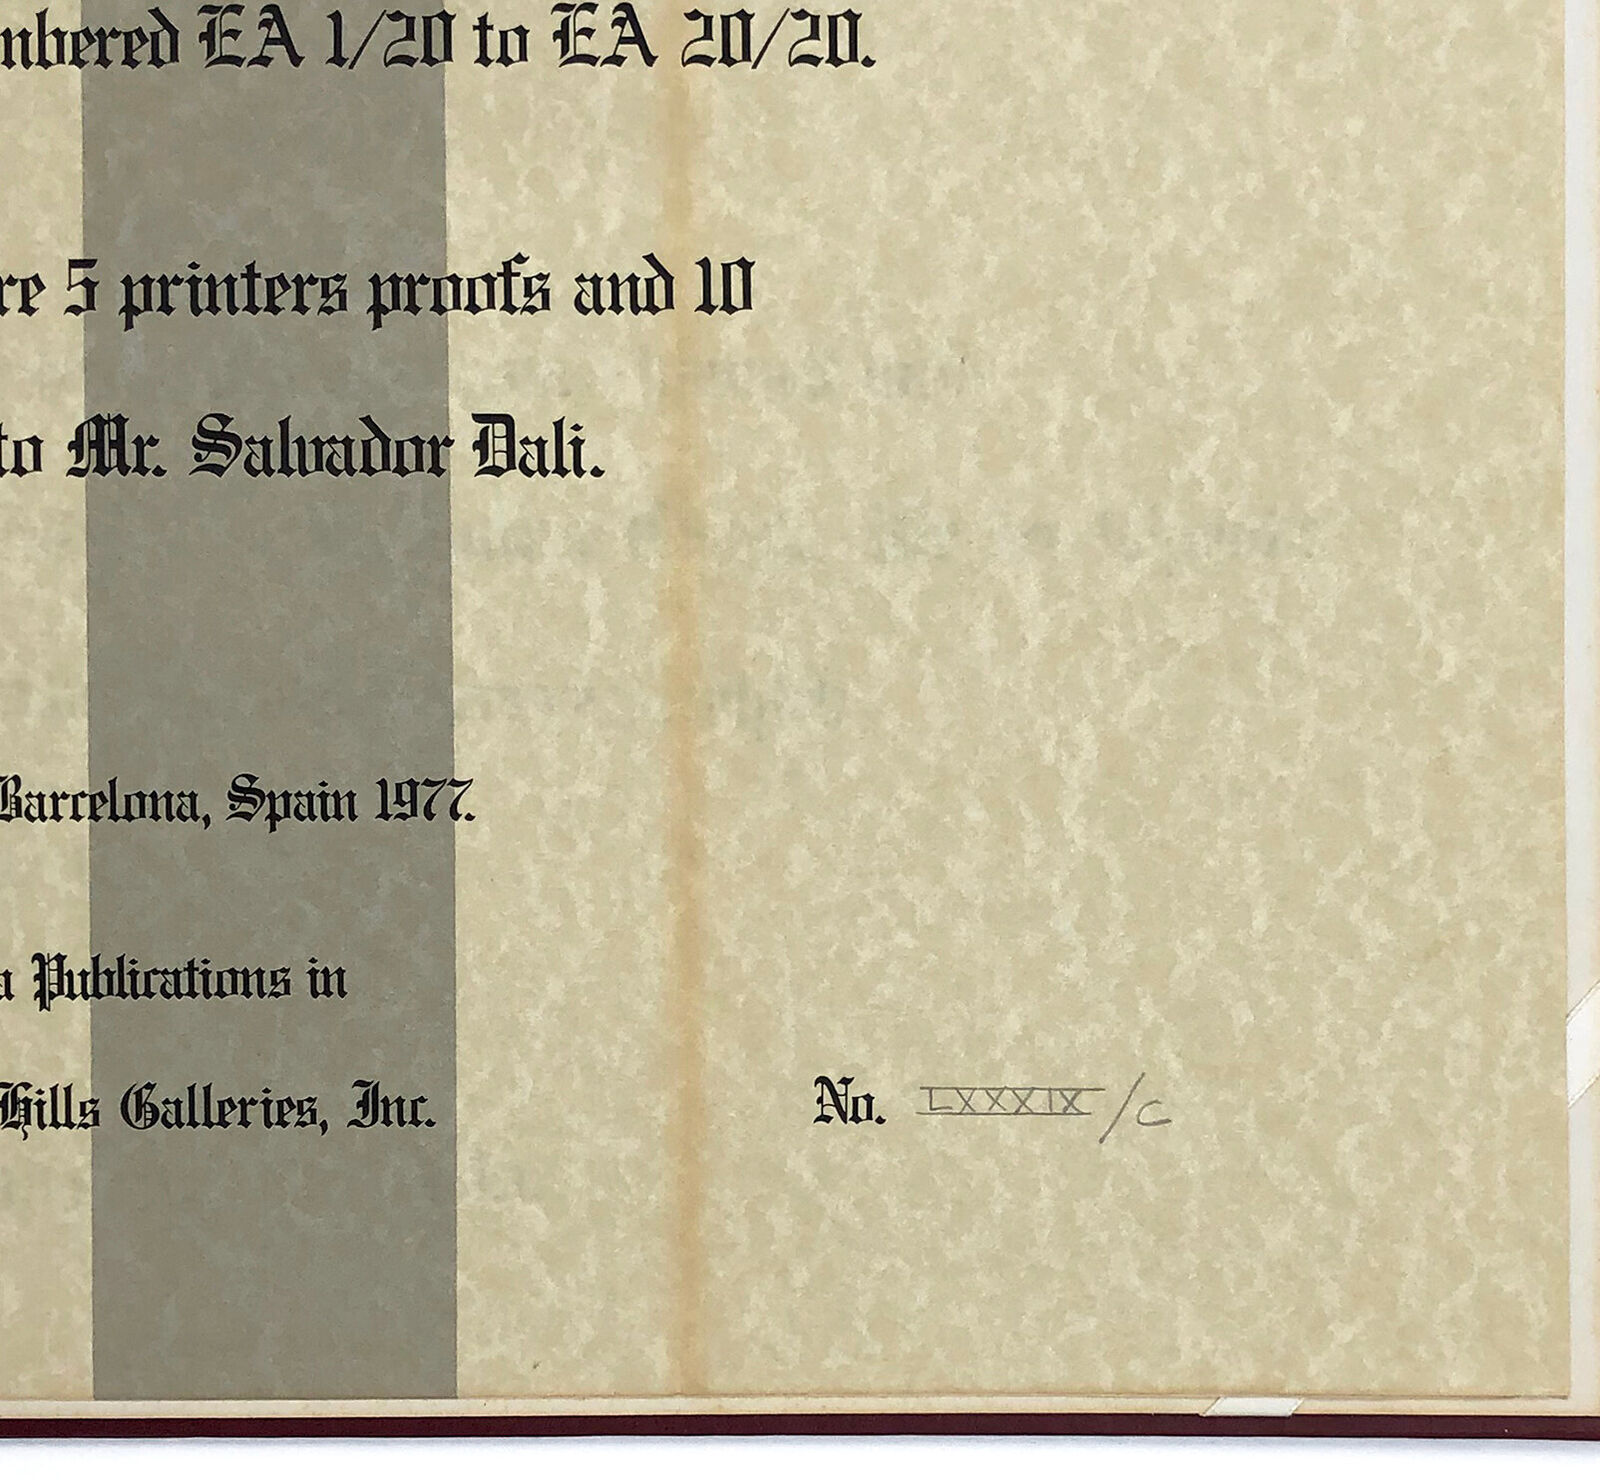 nbered EA 1/20 to EA 20/20.
re 5 printers proofs and 10
to Mr. Salvador Dali.
Barcelona, Spain 1977.
a Publications in
Hills Galleries, Inc.
No. LXXXIX/C